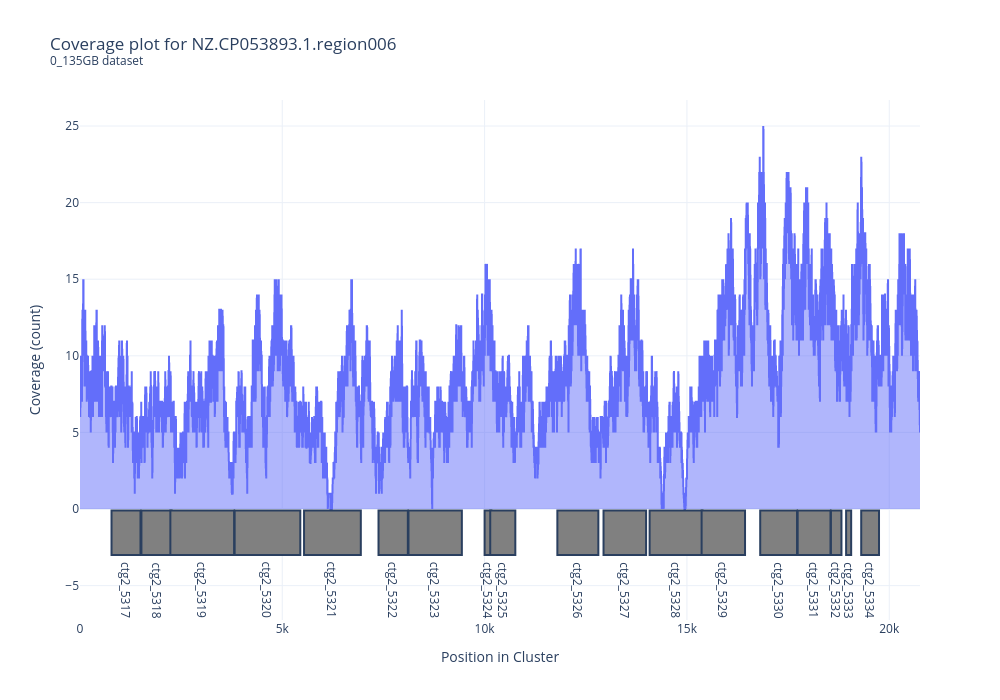 Coverage plot for NZ.CP053893.1.region006
0_135GB dataset
25
20
15
10
5
0
−5
Coverage (count)
ctg2_5317
ctg2_5318
ctg2_5319
ctg2_5320
ctg2_5321
ctg2_5322
ctg2_5323
ctg2_5324
ctg2_5325
ctg2_5326
ctg2_5327
ctg2_5328
ctg2_5329
ctg2_5330
ctg2_5331
ctg2_5332
ctg2_5333
ctg2_5334
0
5k
10k
15k
20k
Position in Cluster